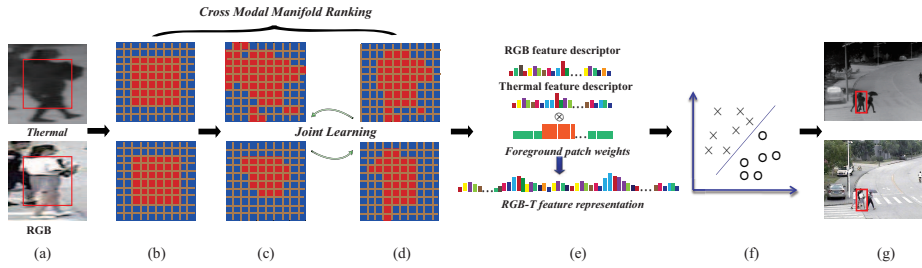 Cross Modal Manifold Ranking
Thermal
RGB
Joint Learning
RGB feature descriptor
...
Thermal feature descriptor
...
...
Foreground patch weights
... ...
RGB-T feature representation
(a) (b) (c) (d) (e) (f) (g)